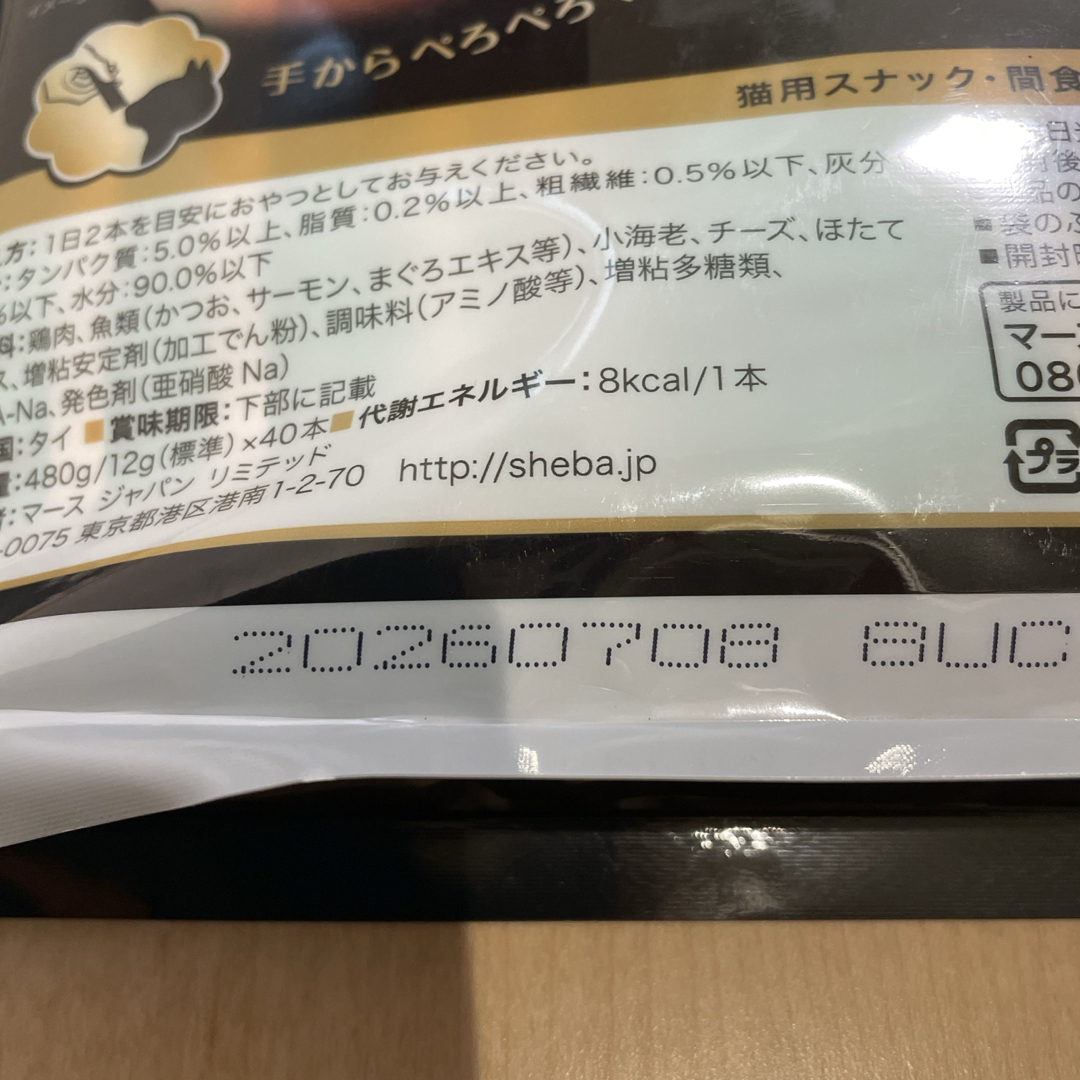 手からぺろぺろ
猫用スナック・間食
方：1日2本を目安におやつとしてお与えください。
タンパク質：5.0%以上、脂質：0.2%以上、粗繊維：0.5%以下、灰分
%以下、水分：90.0%以下
料：鶏肉、魚類（かつお、サーモン、まぐろエキス等）、小海老、チーズ、ほたて
ス、増粘安定剤（加工でん粉）、調味料（アミノ酸等）、増粘多糖類、
A-Na、発色剤（亜硝酸Na）
国：タイ ■賞味期限：下部に記載
量：480g/12g（標準）×40本 ■代謝エネルギー：8kcal/1本
者：マース ジャパン リミテッド
-0075 東京都港区港南1-2-70 http://sheba.jp
■袋の
■開封
製品に
マー
080
プラ
20260708 8UC